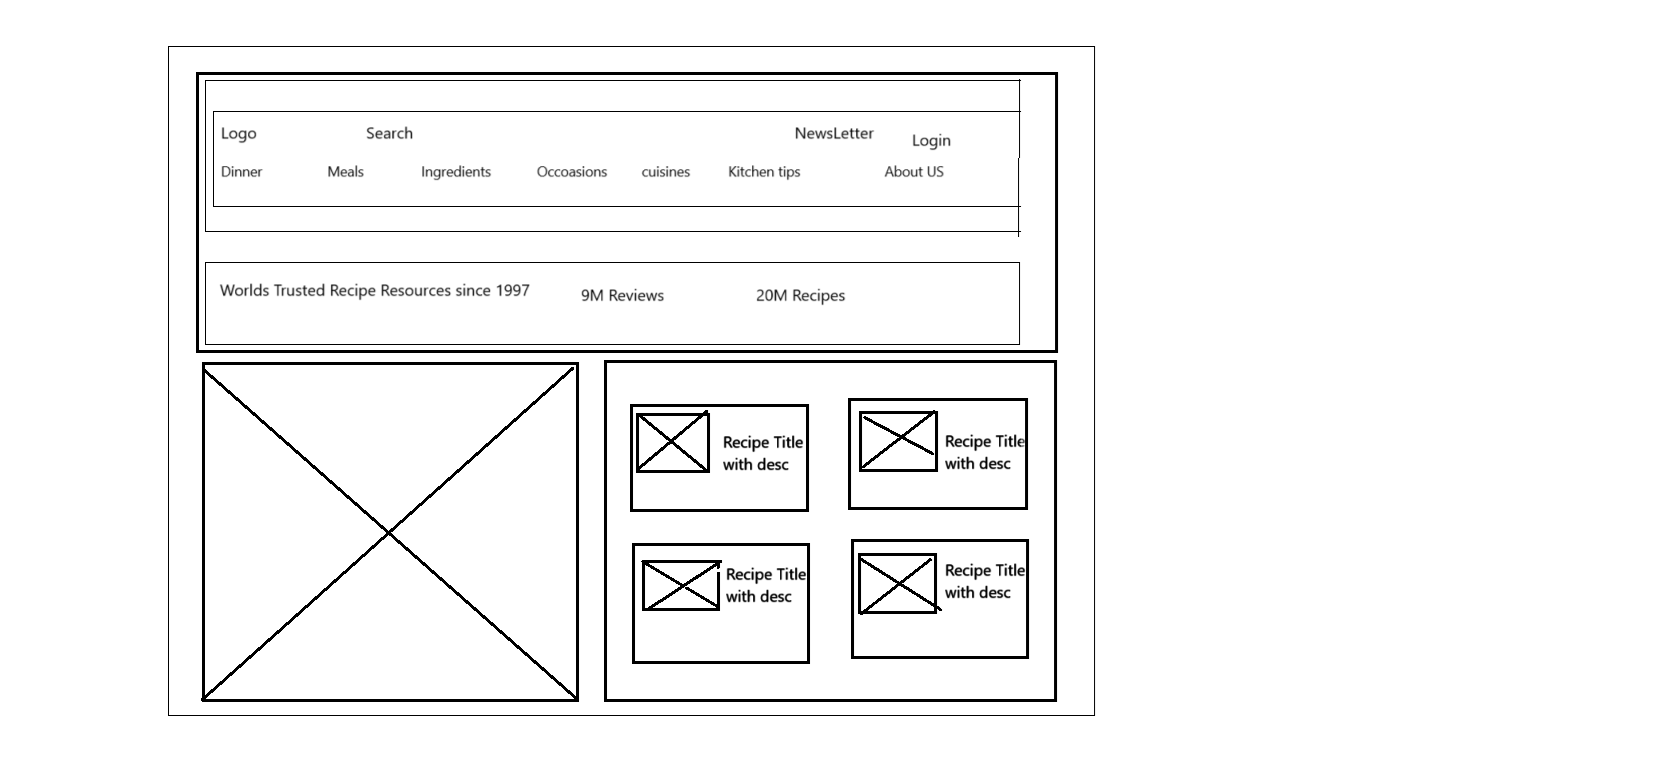 Logo
Search
NewsLetter
Login
Dinner
Meals
Ingredients
Occoasions
cuisines
Kitchen tips
About US
Worlds Trusted Recipe Resources since 1997
9M Reviews
20M Recipes
Recipe Title
with desc
Recipe Title
with desc
Recipe Title
with desc
Recipe Title
with desc